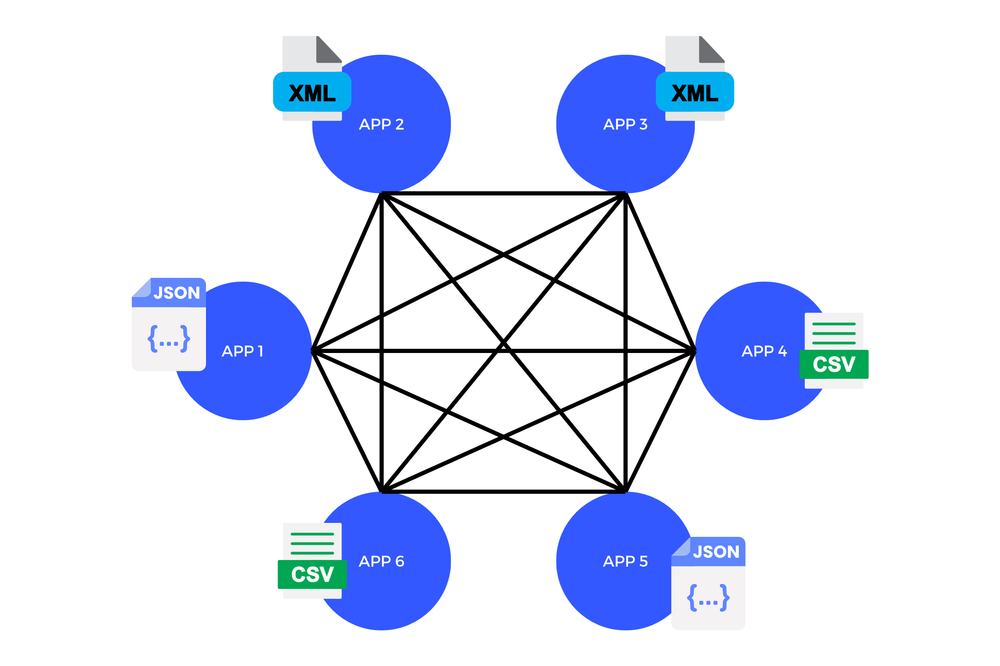 XML
APP 2
XML
APP 3
JSON
{...}
APP 1
APP 4
CSV
APP 6
CSV
APP 5
JSON
{...}